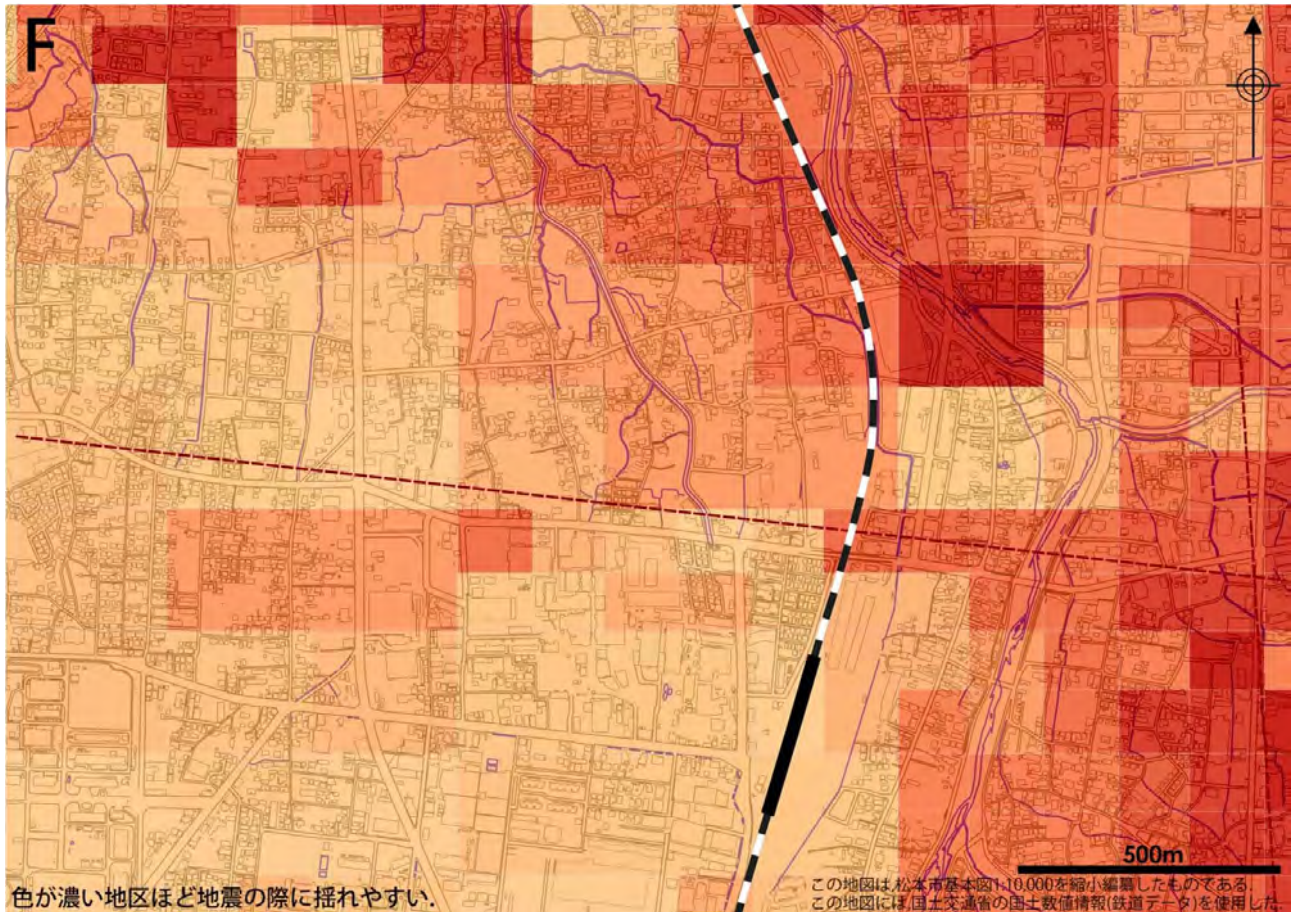 F
500m
色が濃い地区ほど地震の際に揺れやすい.
この地図は,松本市基本図1:10,000を縮小編纂したものである.
この地図には,国土交通省の国土数値情報(鉄道データ)を使用した.